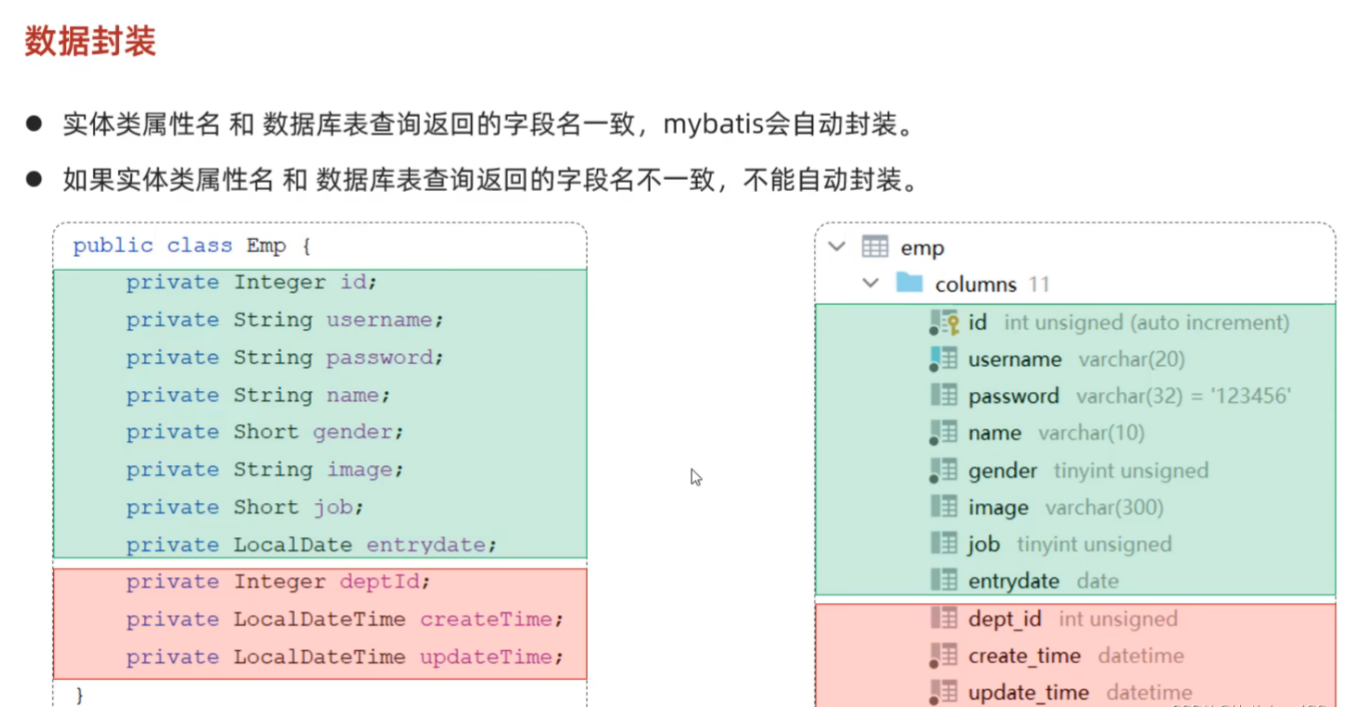 数据封装
● 实体类属性名 和 数据库表查询返回的字段名一致，mybatis会自动封装。
● 如果实体类属性名 和 数据库表查询返回的字段名不一致，不能自动封装。
public class Emp {
private Integer id;
private String username;
private String password;
private String name;
private Short gender;
private String image;
private Short job;
private LocalDate entrydate;
private Integer deptId;
private LocalDateTime createTime;
private LocalDateTime updateTime;
}
emp
columns 11
id int unsigned (auto increment)
username varchar(20)
password varchar(32) = '123456'
name varchar(10)
gender tinyint unsigned
image varchar(300)
job tinyint unsigned
entrydate date
dept_id int unsigned
create_time datetime
update_time datetime